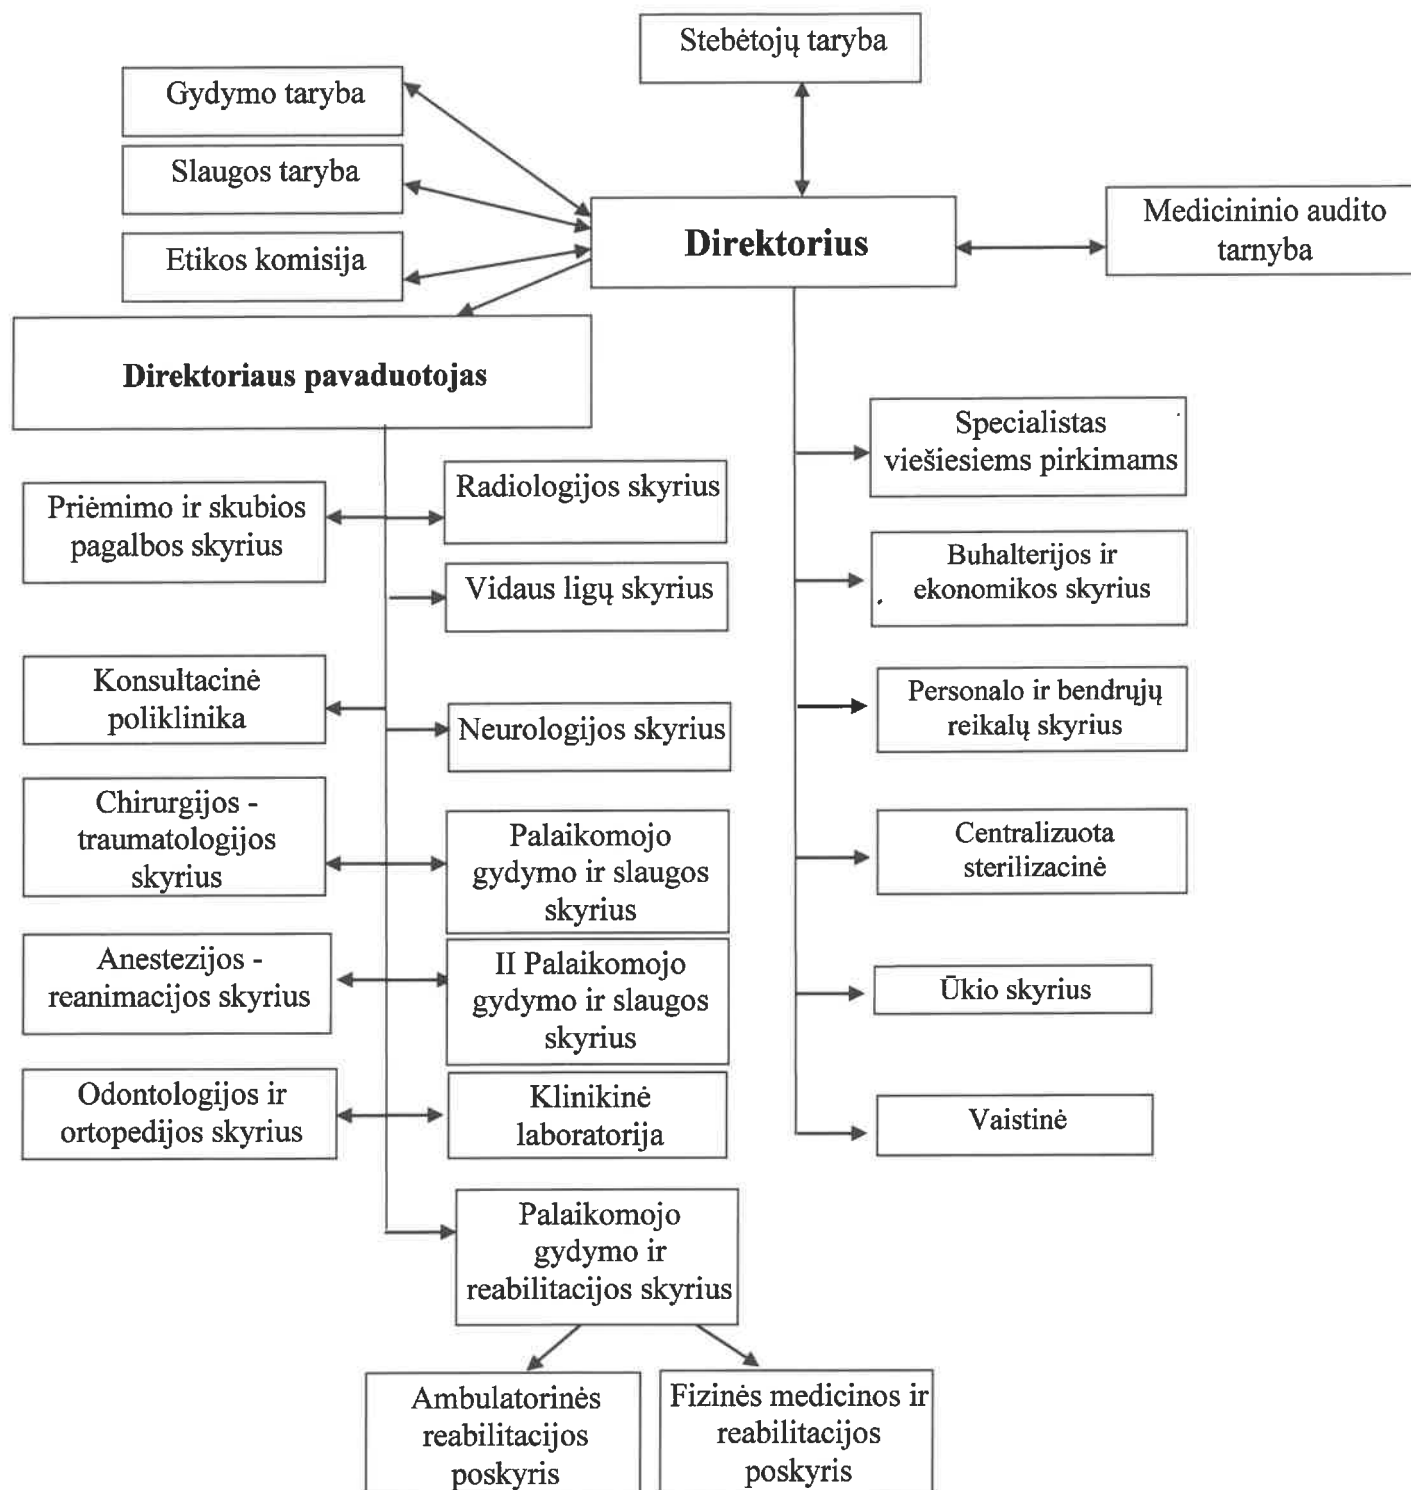 Stebėtojų taryba
Gydymo taryba
Slaugos taryba
Etikos komisija
Direktorius
Medicininio audito
tarnyba
Direktoriaus pavaduotojas
Specialistas
viešiesiems pirkimams
Priėmimo ir skubios
pagalbos skyrius
Radiologijos skyrius
Buhalterijos ir
ekonomikos skyrius
Vidaus ligų skyrius
Konsultacinė
poliklinika
Personalo ir bendrųjų
reikalų skyrius
Neurologijos skyrius
Chirurgijos -
traumatologijos
skyrius
Palaikomojo
gydymo ir slaugos
skyrius
Centralizuota
sterilizacinė
Anestezijos -
reanimacijos skyrius
II Palaikomojo
gydymo ir slaugos
skyrius
Ūkio skyrius
Odontologijos ir
ortopedijos skyrius
Klinikinė
laboratorija
Vaistinė
Palaikomojo
gydymo ir
reabilitacijos skyrius
Ambulatorinės
reabilitacijos
poskyris
Fizinės medicinos ir
reabilitacijos
poskyris